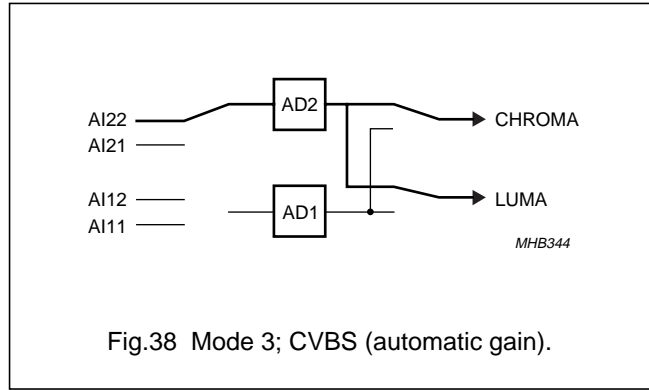 AD2
AI22
CHROMA
AI21
AI12
LUMA
AD1
AI11
MHB344
Fig.38 Mode 3; CVBS (automatic gain).